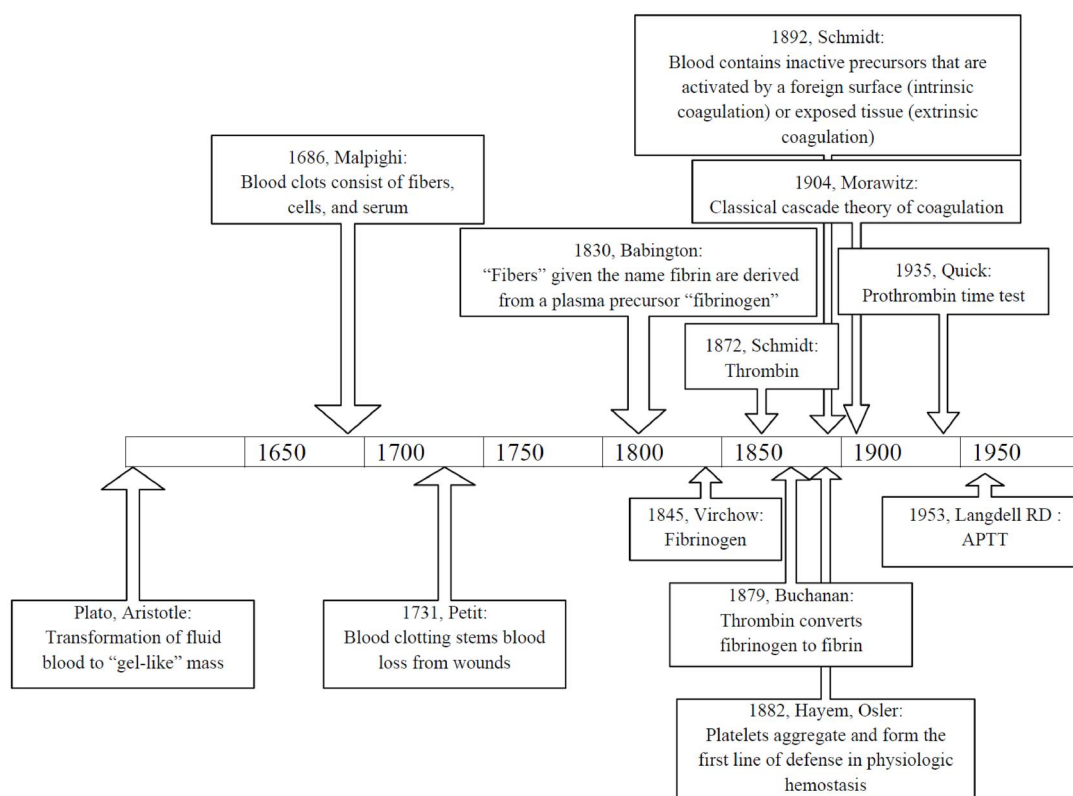 1892, Schmidt:
Blood contains inactive precursors that are
activated by a foreign surface (intrinsic
coagulation) or exposed tissue (extrinsic
coagulation)
1686, Malpighi:
Blood clots consist of fibers,
cells, and serum
1904, Morawitz:
Classical cascade theory of coagulation
1830, Babington:
“Fibers” given the name fibrin are derived
from a plasma precursor “fibrinogen”
1935, Quick:
Prothrombin time test
1872, Schmidt:
Thrombin
1650 1700 1750 1800 1850 1900 1950
1845, Virchow:
Fibrinogen
1953, Langdell RD :
APTT
Plato, Aristotle:
Transformation of fluid
blood to “gel-like” mass
1731, Petit:
Blood clotting stems blood
loss from wounds
1879, Buchanan:
Thrombin converts
fibrinogen to fibrin
1882, Hayem, Osler:
Platelets aggregate and form the
first line of defense in physiologic
hemostasis